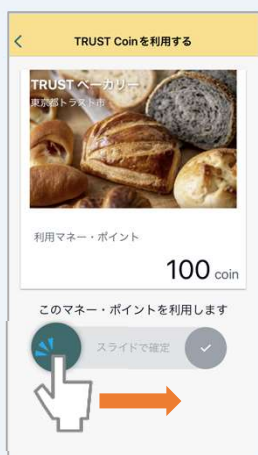 TRUST Coinを利用する
TRUST ベーカリー
東京都トラスト市
利用マネー・ポイント
100 coin
このマネー・ポイントを利用します
スライドで確定